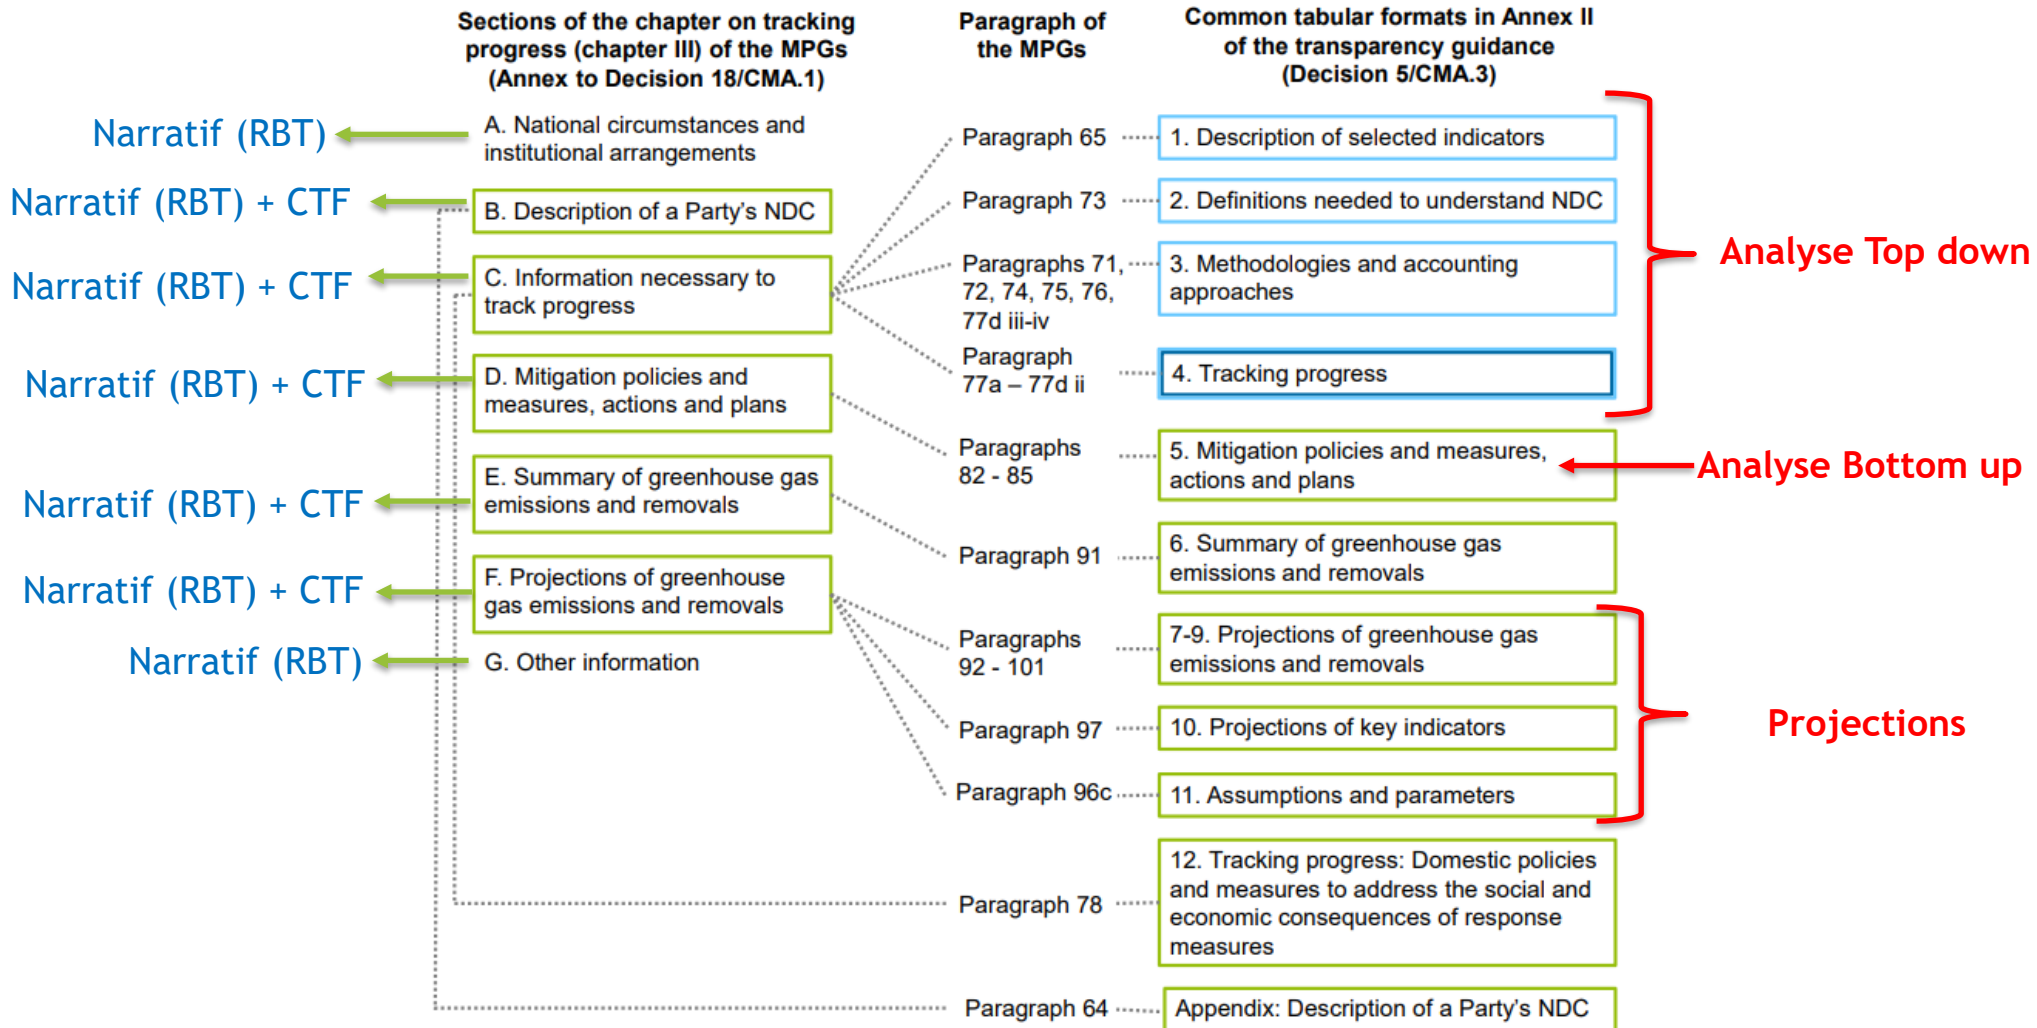 Sections of the chapter on tracking
progress (chapter III) of the MPGs
(Annex to Decision 18/CMA.1)
Paragraph of
the MPGs
Common tabular formats in Annex II
of the transparency guidance
(Decision 5/CMA.3)
Narratif (RBT)
A. National circumstances and
institutional arrangements
Narratif (RBT) + CTF
B. Description of a Party's NDC
Narratif (RBT) + CTF
C. Information necessary to
track progress
Narratif (RBT) + CTF
D. Mitigation policies and
measures, actions and plans
Narratif (RBT) + CTF
E. Summary of greenhouse gas
emissions and removals
Narratif (RBT) + CTF
F. Projections of greenhouse
gas emissions and removals
Narratif (RBT)
G. Other information
Paragraph 65
1. Description of selected indicators
Paragraph 73
2. Definitions needed to understand NDC
Paragraphs 71,
72, 74, 75, 76,
77d iii-iv
3. Methodologies and accounting
approaches
Paragraph
77a – 77d ii
4. Tracking progress
Analyse Top down
Paragraphs
82 - 85
5. Mitigation policies and measures,
actions and plans
Analyse Bottom up
Paragraph 91
6. Summary of greenhouse gas
emissions and removals
Paragraphs
92 - 101
7-9. Projections of greenhouse gas
emissions and removals
Paragraph 97
10. Projections of key indicators
Paragraph 96c
11. Assumptions and parameters
Projections
Paragraph 78
12. Tracking progress: Domestic policies
and measures to address the social and
economic consequences of response
measures
Paragraph 64
Appendix: Description of a Party's NDC